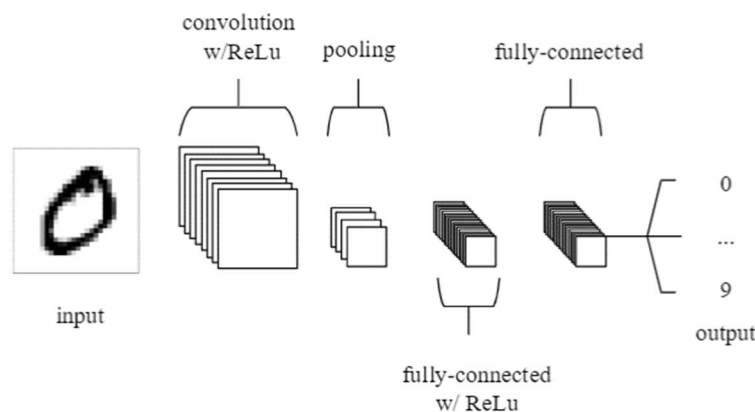 convolution
w/ReLu
pooling
fully-connected
input
fully-connected
w/ ReLu
0
...
9
output